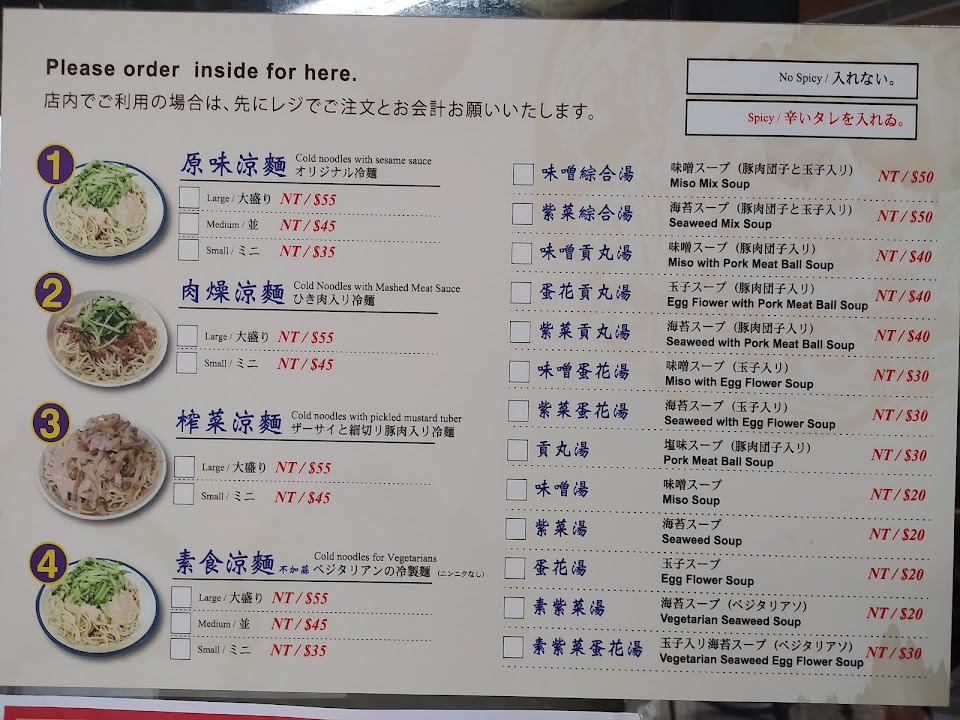 Please order inside for here.
店内でご利用の場合は、先にレジでご注文とお会計お願いいたします。
No Spicy / 入れない。
Spicy / 辛いタレを入れゐ。
1
原味涼麵 Cold noodles with sesame sauce
オリジナル冷麵
Large / 大盛り NT / $55
Medium / 並 NT / $45
Small / ミニ NT / $35
2
肉燥涼麵 Cold Noodles with Mashed Meat Sauce
ひき肉入り冷麵
Large / 大盛り NT / $55
Small / ミニ NT / $45
3
榨菜涼麵 Cold noodles with pickled mustard tuber
ザーサイと細切り豚肉入り冷麵
Large / 大盛り NT / $55
Small / ミニ NT / $45
4
素食涼麵 不加蒜 Cold noodles for Vegetarians
ベジタリアンの冷製麵 (ニンニクなし)
Large / 大盛り NT / $55
Medium / 並 NT / $45
Small / ミニ NT / $35
味噌綜合湯 味噌スープ（豚肉団子と玉子入り） NT / $50
Miso Mix Soup
紫菜綜合湯 海苔スープ（豚肉団子と玉子入り） NT / $50
Seaweed Mix Soup
味噌貢丸湯 味噌スープ（豚肉団子入り） NT / $40
Miso with Pork Meat Ball Soup
蛋花貢丸湯 玉子スープ（豚肉団子入り） NT / $40
Egg Flower with Pork Meat Ball Soup
紫菜貢丸湯 海苔スープ（豚肉団子入り） NT / $40
Seaweed with Pork Meat Ball Soup
味噌蛋花湯 味噌スープ（玉子入り） NT / $30
Miso with Egg Flower Soup
紫菜蛋花湯 海苔スープ（玉子入り） NT / $30
Seaweed with Egg Flower Soup
貢丸湯 塩味スープ（豚肉団子入り） NT / $30
Pork Meat Ball Soup
味噌湯 味噌スープ NT / $20
Miso Soup
紫菜湯 海苔スープ NT / $20
Seaweed Soup
蛋花湯 玉子スープ NT / $20
Egg Flower Soup
素紫菜湯 海苔スープ（ベジタリアソ） NT / $20
Vegetarian Seaweed Soup
素紫菜蛋花湯 玉子入り海苔スープ（ベジタリアソ） NT / $30
Vegetarian Seaweed Egg Flower Soup